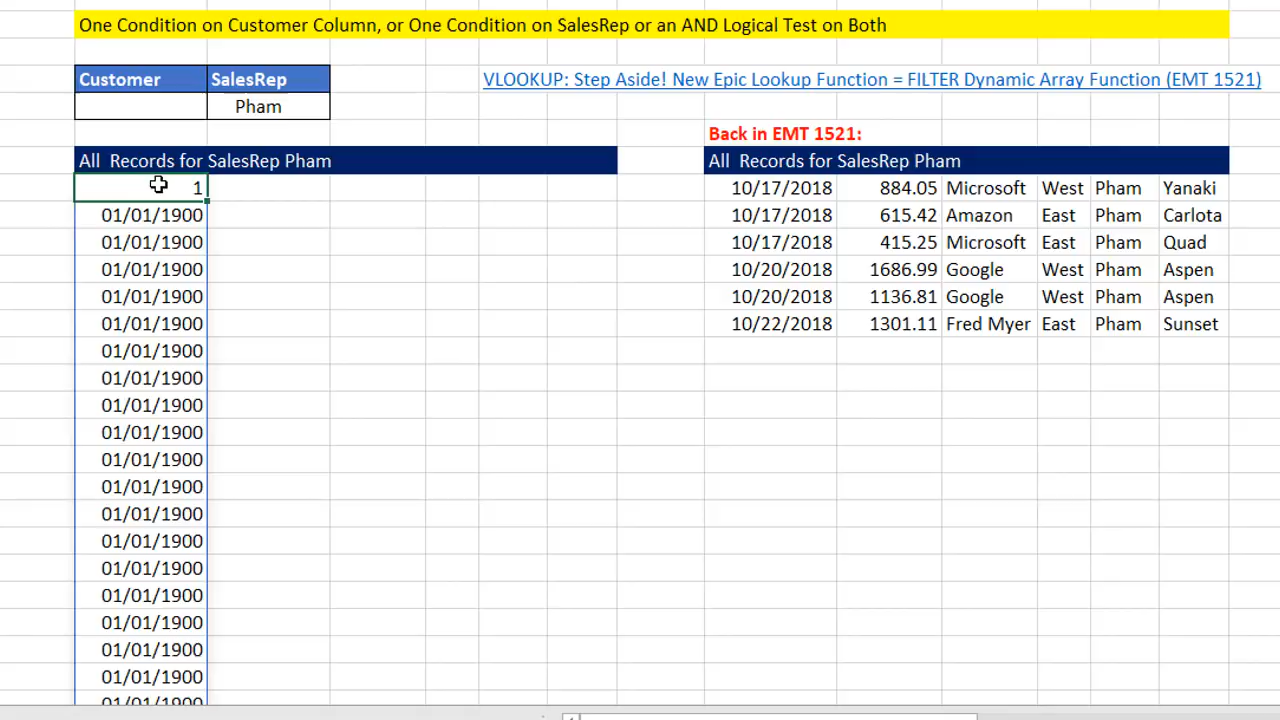 One Condition on Customer Column, or One Condition on SalesRep or an AND Logical Test on Both
Customer SalesRep
VLOOKUP: Step Aside! New Epic Lookup Function = FILTER Dynamic Array Function (EMT 1521)
Pham
Back in EMT 1521:
All Records for SalesRep Pham
All Records for SalesRep Pham
1
10/17/2018 884.05 Microsoft West Pham Yanaki
01/01/1900
10/17/2018 615.42 Amazon East Pham Carlota
01/01/1900
10/17/2018 415.25 Microsoft East Pham Quad
01/01/1900
10/20/2018 1686.99 Google West Pham Aspen
01/01/1900
10/20/2018 1136.81 Google West Pham Aspen
01/01/1900
10/22/2018 1301.11 Fred Myer East Pham Sunset
01/01/1900
01/01/1900
01/01/1900
01/01/1900
01/01/1900
01/01/1900
01/01/1900
01/01/1900
01/01/1900
01/01/1900
01/01/1900
01/01/1900
01/01/1900
01/01/1900